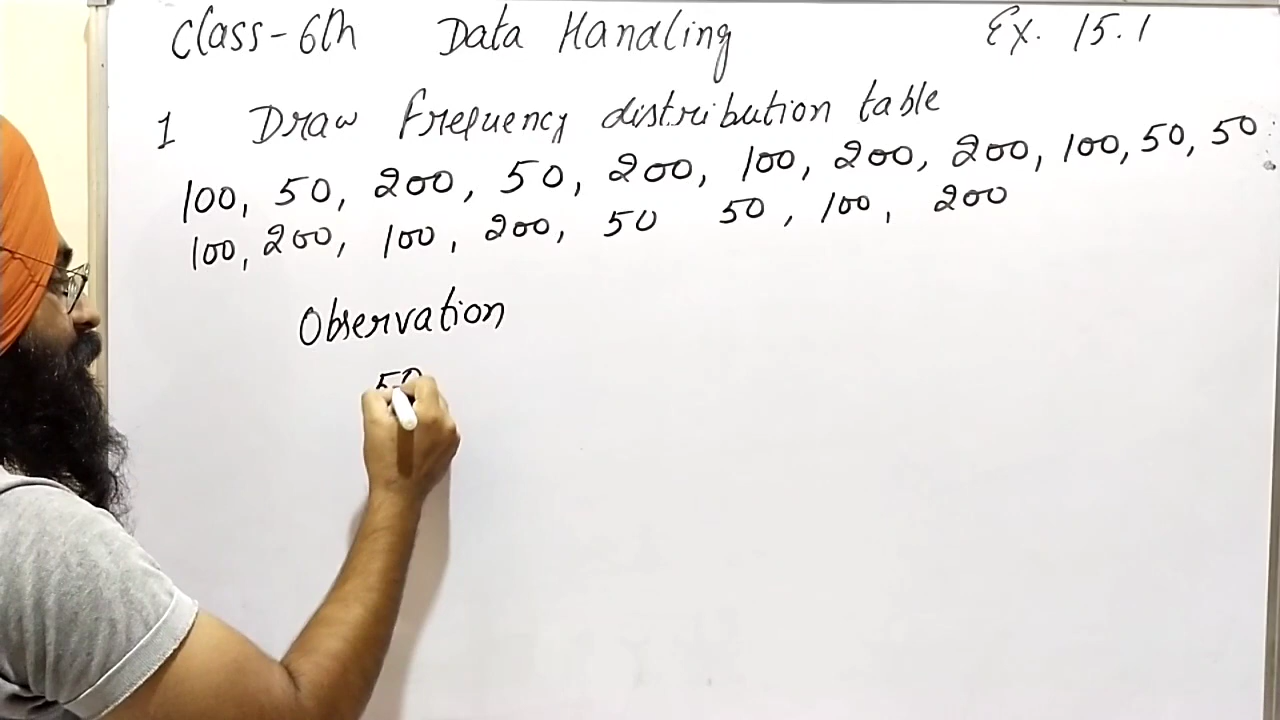 Class-6th Data Handling Ex. 15.1
1 Draw frequency distribution table
100, 50, 200, 50, 200, 100, 200, 200, 100, 50, 50
100, 200, 100, 200, 50 50, 100, 200
Observation
50